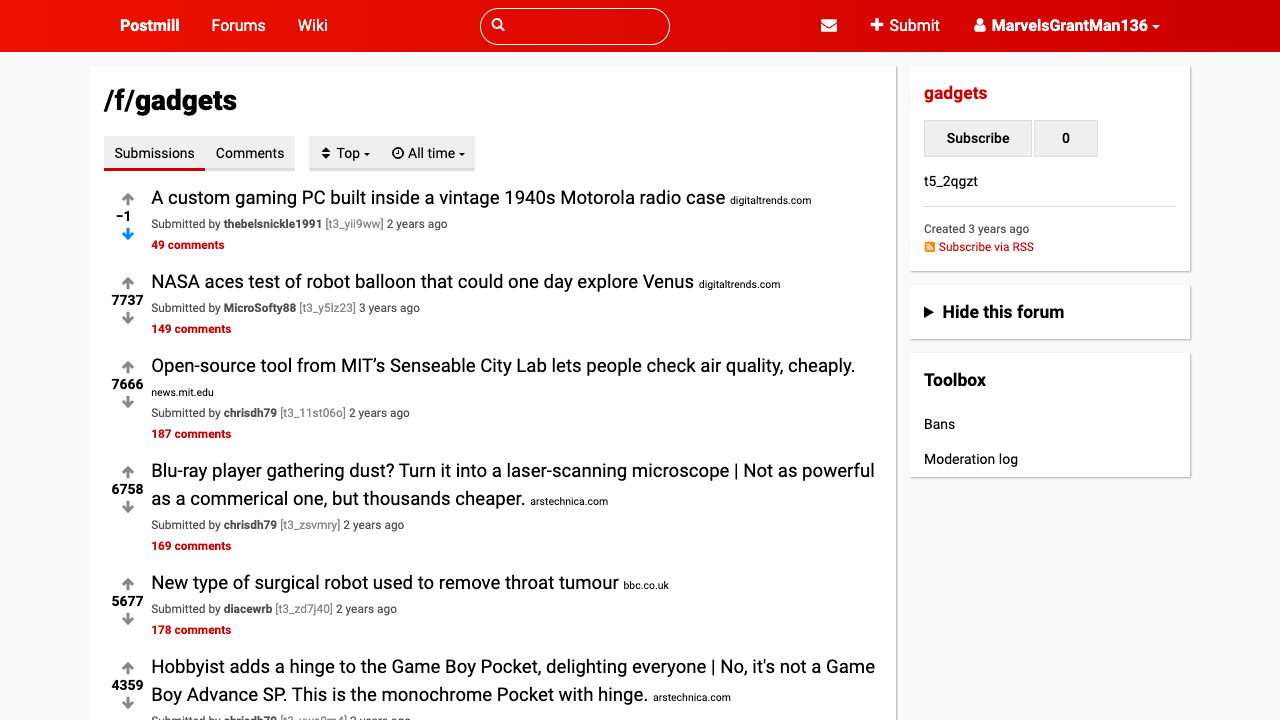 Postmill Forums Wiki Submit MarvelsGrantMan136
/f/gadgets
Submissions Comments Top All time
A custom gaming PC built inside a vintage 1940s Motorola radio case digitaltrends.com
−1
Submitted by thebelsnickle1991 [t3_yii9ww] 2 years ago
49 comments
NASA aces test of robot balloon that could one day explore Venus digitaltrends.com
7737
Submitted by MicroSofty88 [t3_y5lz23] 3 years ago
149 comments
Open-source tool from MIT’s Senseable City Lab lets people check air quality, cheaply.
7666
news.mit.edu
Submitted by chrisdh79 [t3_11st06o] 2 years ago
187 comments
Blu-ray player gathering dust? Turn it into a laser-scanning microscope | Not as powerful
6758
as a commerical one, but thousands cheaper. arstechnica.com
Submitted by chrisdh79 [t3_zsvmry] 2 years ago
169 comments
New type of surgical robot used to remove throat tumour bbc.co.uk
5677
Submitted by diacewrb [t3_zd7j40] 2 years ago
178 comments
Hobbyist adds a hinge to the Game Boy Pocket, delighting everyone | No, it's not a Game
4359
Boy Advance SP. This is the monochrome Pocket with hinge. arstechnica.com
gadgets
Subscribe 0
t5_2qgzt
Created 3 years ago
Subscribe via RSS
Hide this forum
Toolbox
Bans
Moderation log